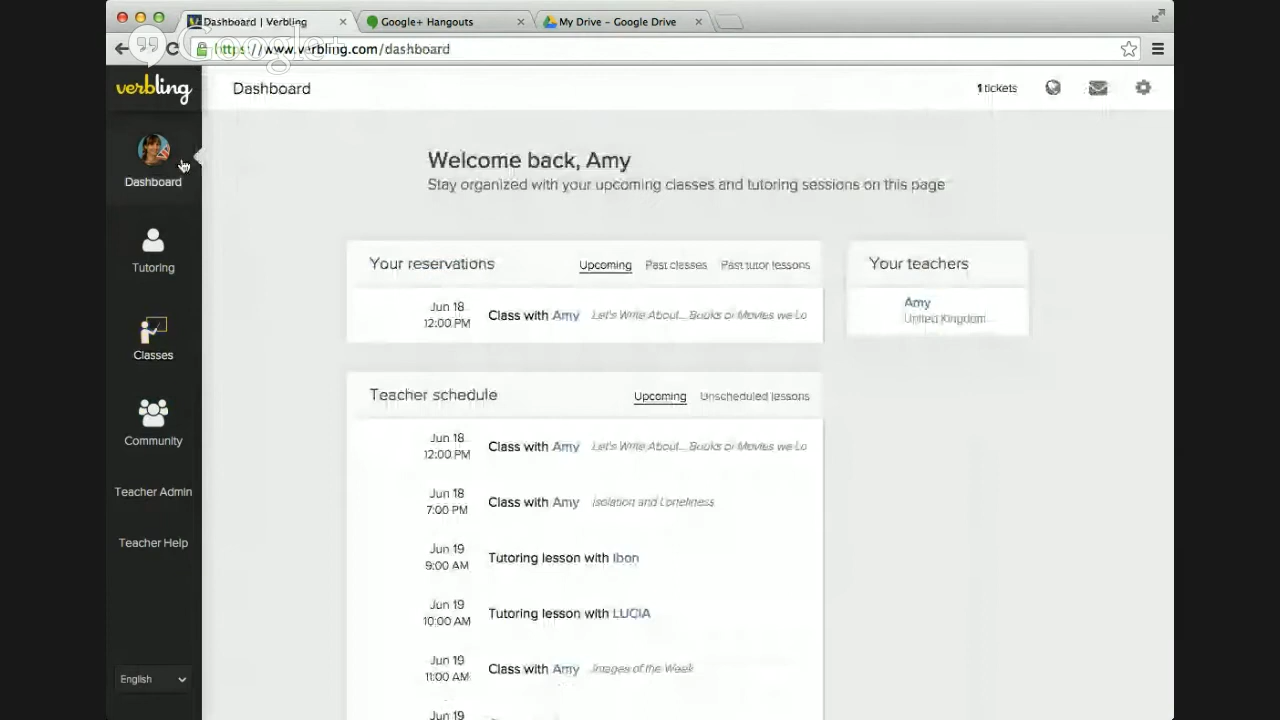 Dashboard | Verbling
Google+ Hangouts
My Drive - Google Drive
Google+
https://www.verbling.com/dashboard
verbling
Dashboard
1 tickets
Dashboard
Tutoring
Classes
Community
Teacher Admin
Teacher Help
English
Welcome back, Amy
Stay organized with your upcoming classes and tutoring sessions on this page
Your reservations
Upcoming
Past classes
Past tutor lessons
Jun 18
12:00 PM
Class with Amy
Let's Write About... Books or Movies we Lo
Your teachers
Amy
United Kingdom
Teacher schedule
Upcoming
Unscheduled lessons
Jun 18
12:00 PM
Class with Amy
Let's Write About... Books or Movies we Lo
Jun 18
7:00 PM
Class with Amy
Isolation and Loneliness
Jun 19
9:00 AM
Tutoring lesson with Ibon
Jun 19
10:00 AM
Tutoring lesson with LUCIA
Jun 19
11:00 AM
Class with Amy
Images of the Week
Jun 19